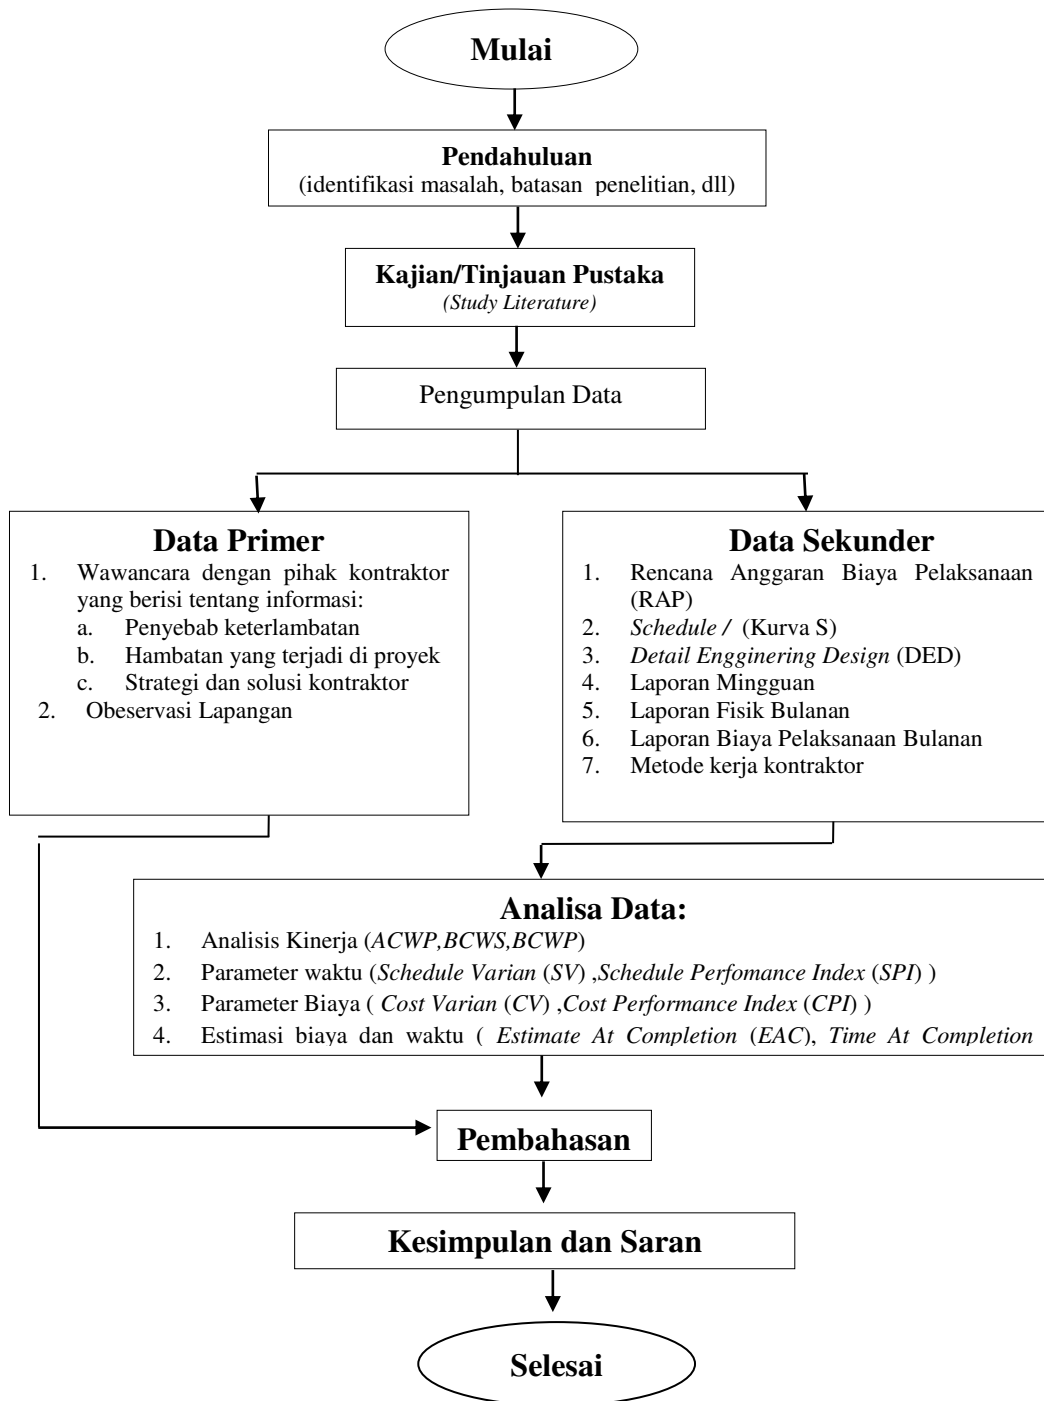 Mulai
Pendahuluan
(identifikasi masalah, batasan penelitian, dll)
Kajian/Tinjauan Pustaka
(Study Literature)
Pengumpulan Data
Data Primer
1. Wawancara dengan pihak kontraktor
yang berisi tentang informasi:
a. Penyebab keterlambatan
b. Hambatan yang terjadi di proyek
c. Strategi dan solusi kontraktor
2. Obeservasi Lapangan
Data Sekunder
1. Rencana Anggaran Biaya Pelaksanaan
(RAP)
2. Schedule / (Kurva S)
3. Detail Engginering Design (DED)
4. Laporan Mingguan
5. Laporan Fisik Bulanan
6. Laporan Biaya Pelaksanaan Bulanan
7. Metode kerja kontraktor
Analisa Data:
1. Analisis Kinerja (ACWP,BCWS,BCWP)
2. Parameter waktu (Schedule Varian (SV) ,Schedule Perfomance Index (SPI) )
3. Parameter Biaya ( Cost Varian (CV) ,Cost Performance Index (CPI) )
4. Estimasi biaya dan waktu ( Estimate At Completion (EAC), Time At Completion
Pembahasan
Kesimpulan dan Saran
Selesai